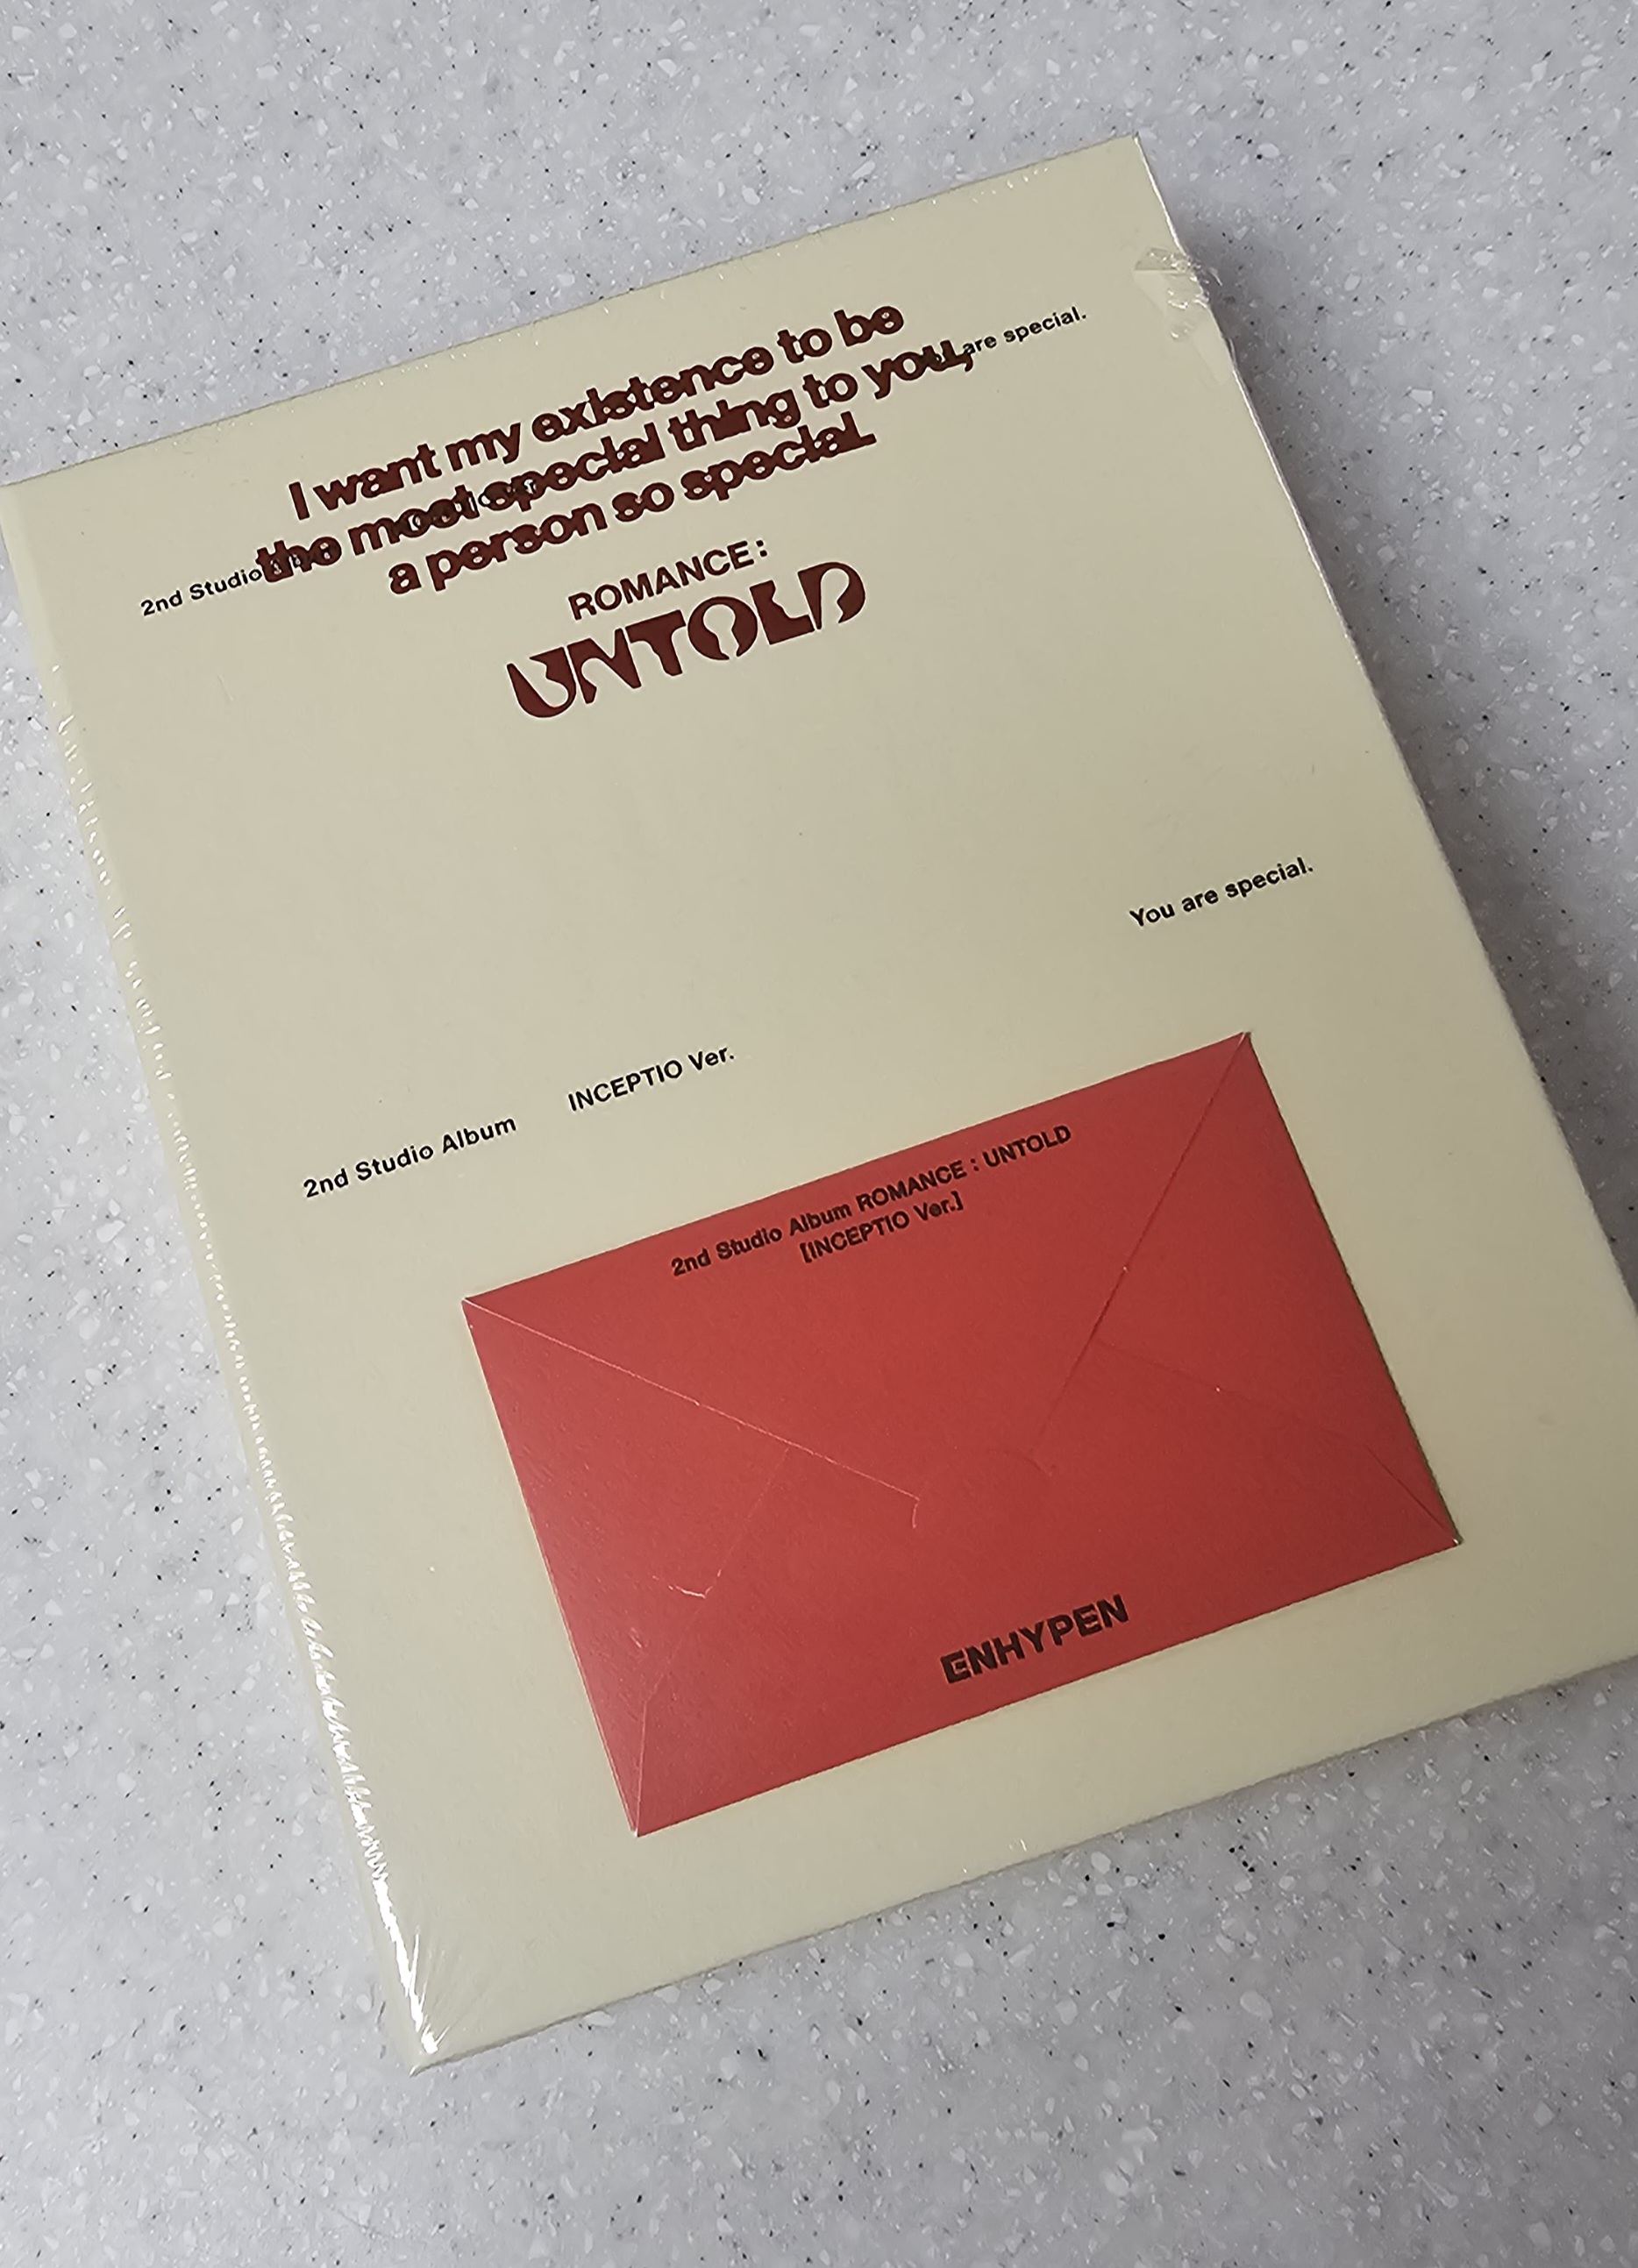 I want my existence to be
the most special thing to you,
a person so special.
are special.
2nd Studio
ROMANCE:
UNTOLD
You are special.
2nd Studio Album INCEPTIO Ver.
2nd Studio Album ROMANCE : UNTOLD
[INCEPTIO Ver.]
ENHYPEN